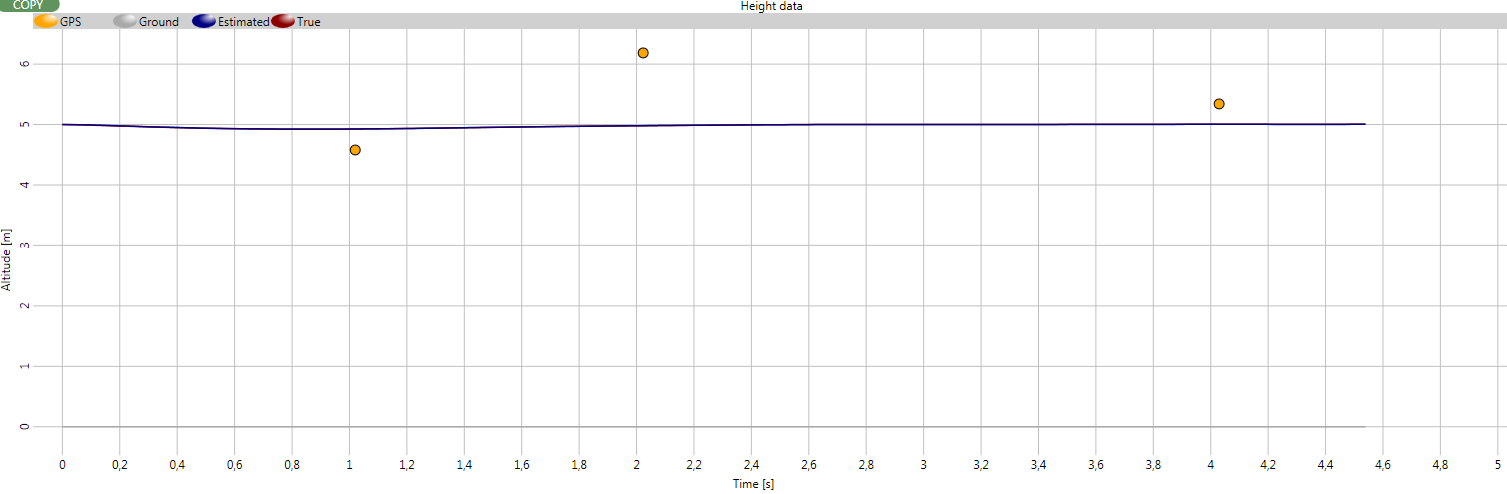 COPY
Height data
GPS Ground Estimated True
Altitude [m]
6
5
4
3
2
1
0
0 0,2 0,4 0,6 0,8 1 1,2 1,4 1,6 1,8 2 2,2 2,4 2,6 2,8 3 3,2 3,4 3,6 3,8 4 4,2 4,4 4,6 4,8 5
Time [s]